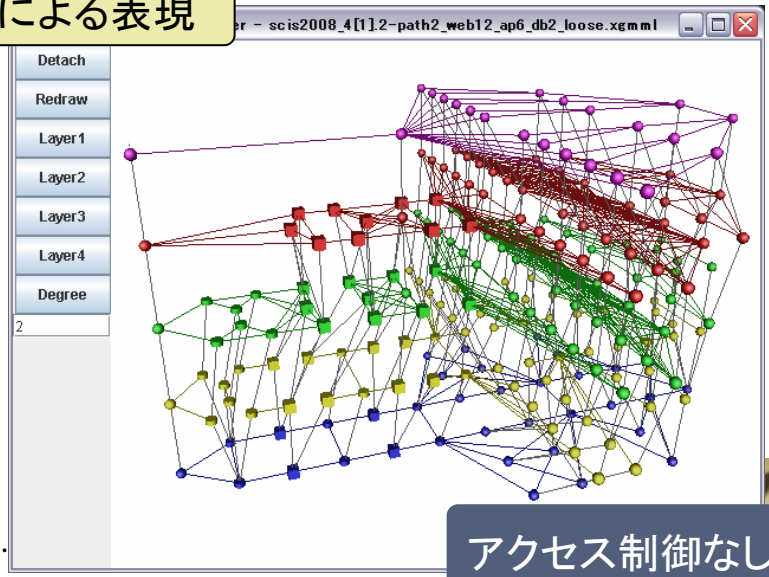 による表現
er - scis2008_4[1].2-path2_web12_ap6_db2_loose.xgmml
Detach
Redraw
Layer1
Layer2
Layer3
Layer4
Degree
2
アクセス制御なし